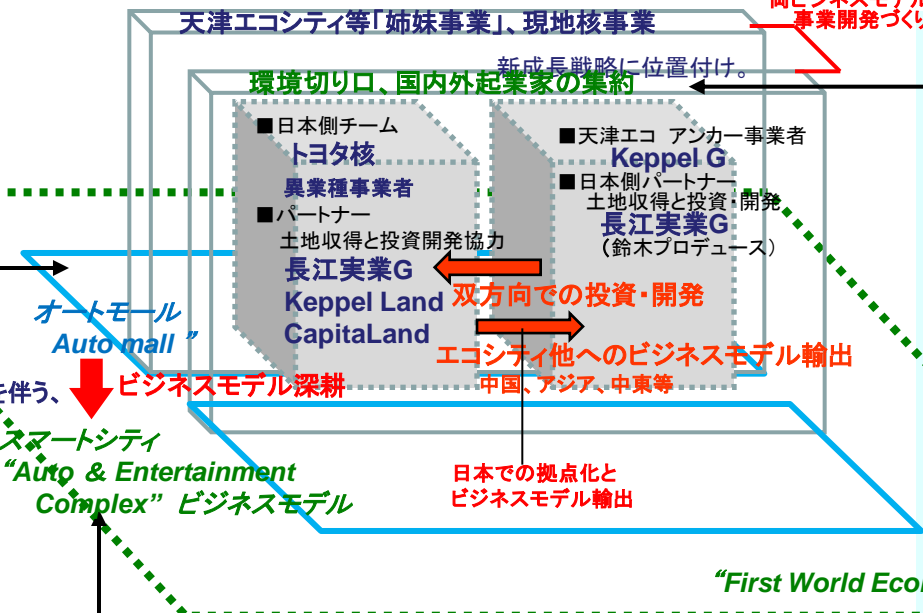 両ビジネスモデル
事業開発づくり
天津エコシティ等「姉妹事業」、現地核事業
新成長戦略に位置付け。
環境切り口、国内外起業家の集約
■日本側チーム
トヨタ核
異業種事業者
■パートナー
土地収得と投資開発協力
長江実業G
Keppel Land
CapitaLand
■天津エコ アンカー事業者
Keppel G
■日本側パートナー
土地収得と投資・開発
長江実業G
(鈴木プロデュース)
双方向での投資・開発
エコシティ他へのビジネスモデル輸出
中国、アジア、中東等
オートモール
Auto mall ”
ビジネスモデル深耕
を伴う、
スマートシティ
“Auto & Entertainment
Complex” ビジネスモデル
日本での拠点化と
ビジネスモデル輸出
“First World